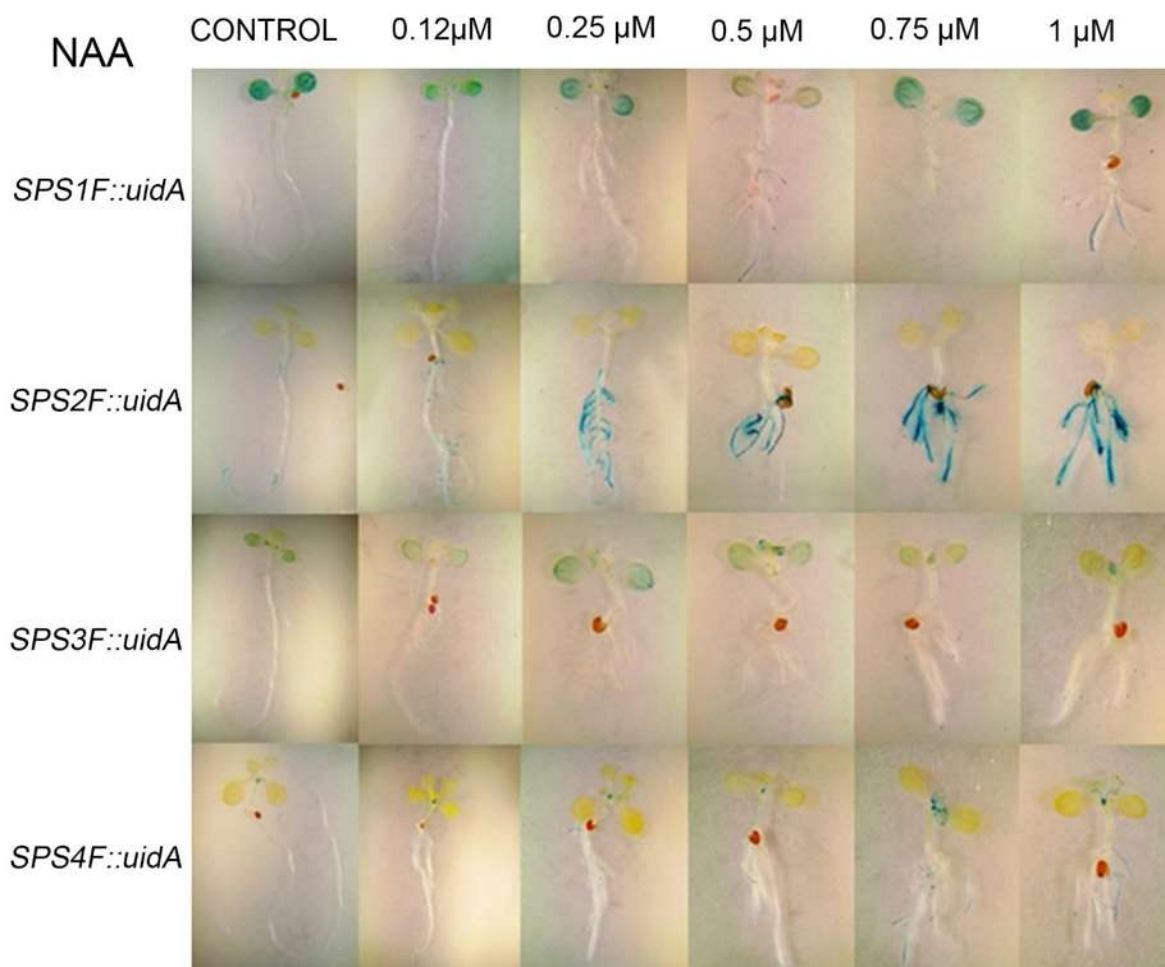 NAA CONTROL 0.12µM 0.25 µM 0.5 µM 0.75 µM 1 µM
SPS1F::uidA
SPS2F::uidA
SPS3F::uidA
SPS4F::uidA